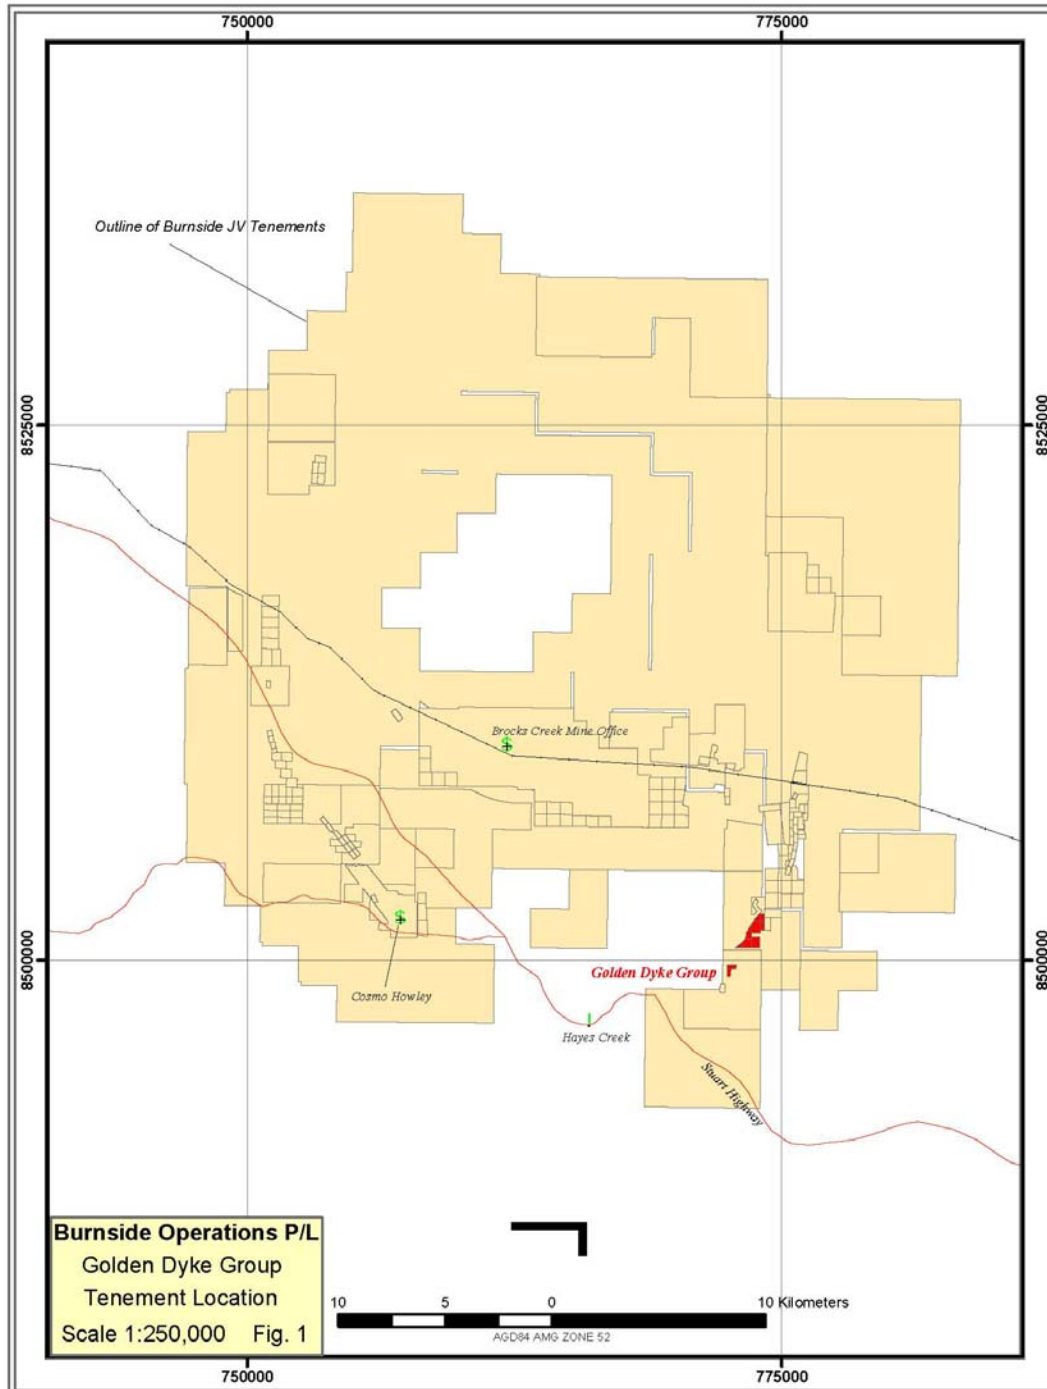 750000
775000
Outline of Burnside JV Tenements
8525000
8525000
Brocks Creek Mine Office
8500000
8500000
Golden Dyke Group
Cosmo Howley
Hayes Creek
Stuart Highway
Burnside Operations P/L
Golden Dyke Group
Tenement Location
Scale 1:250,000 Fig. 1
10 5 0 10 Kilometers
AGD84 AMG ZONE 52
750000
775000